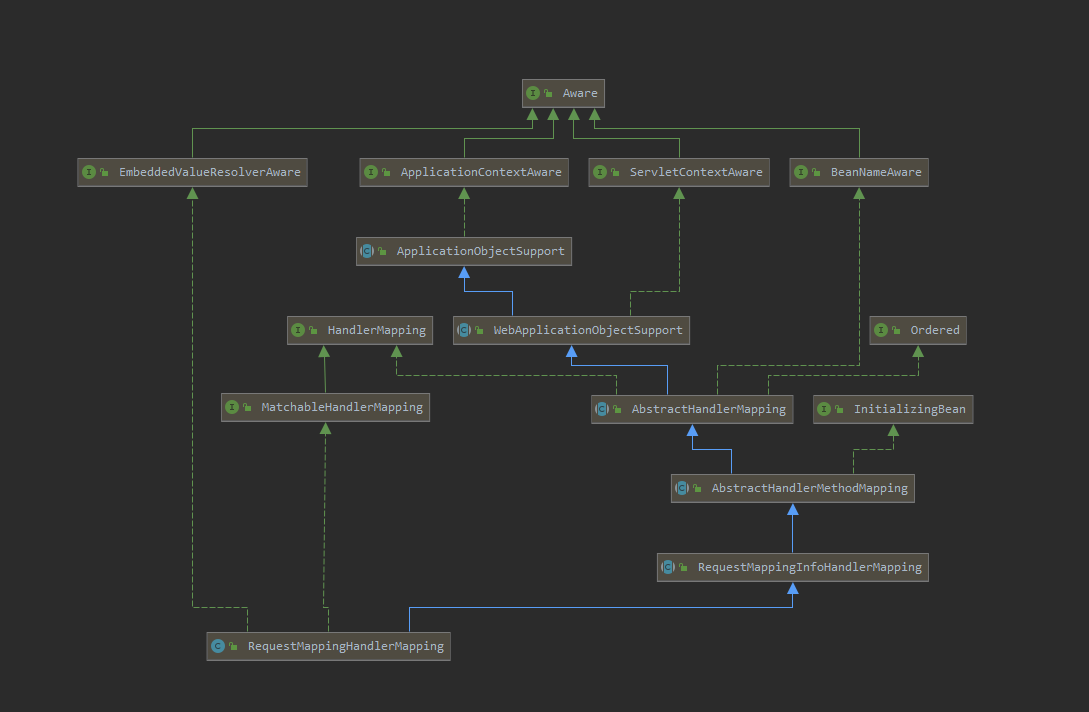 Aware
EmbeddedValueResolverAware
ApplicationContextAware
ServletContextAware
BeanNameAware
ApplicationObjectSupport
HandlerMapping
WebApplicationObjectSupport
Ordered
MatchableHandlerMapping
AbstractHandlerMapping
InitializingBean
AbstractHandlerMethodMapping
RequestMappingInfoHandlerMapping
RequestMappingHandlerMapping